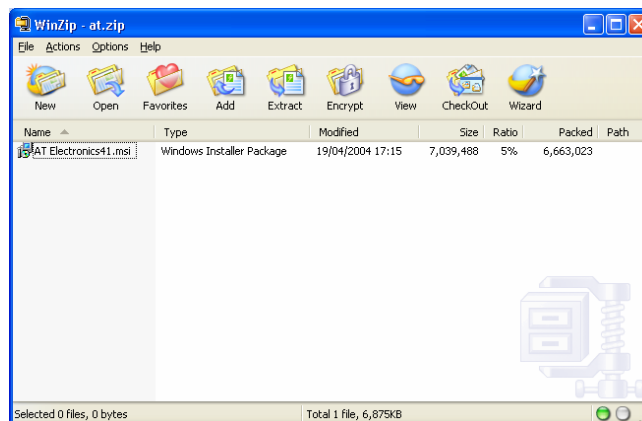 WinZip - at.zip
File Actions Options Help
New Open Favorites Add Extract Encrypt View CheckOut Wizard
Name Type Modified Size Ratio Packed Path
AT Electronics41.msi Windows Installer Package 19/04/2004 17:15 7,039,488 5% 6,663,023
Selected 0 files, 0 bytes Total 1 file, 6,875KB